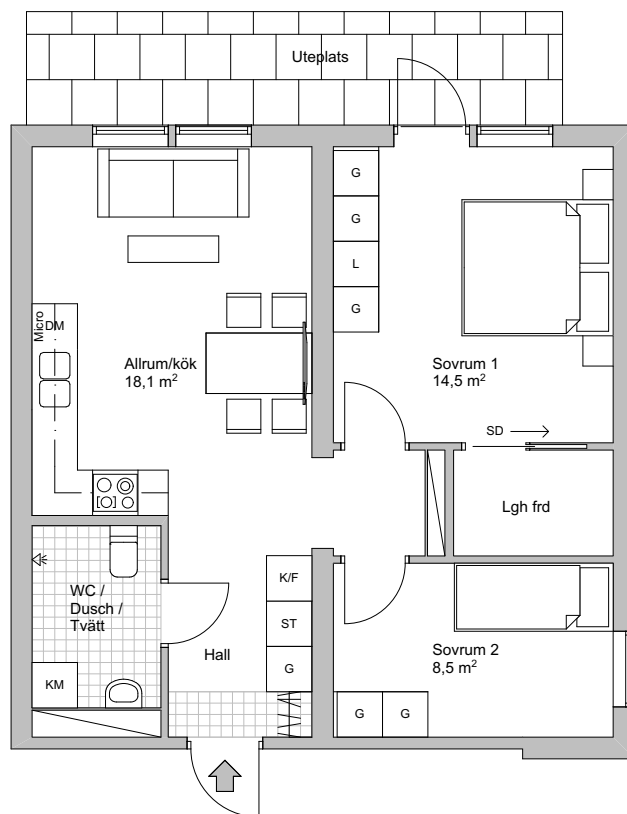 Uteplats
G
G
L
G
Micro
DM
Allrum/kök
18,1 m²
Sovrum 1
14,5 m²
SD
Lgh frd
WC /
Dusch /
Tvätt
K/F
ST
G
Hall
KM
Sovrum 2
8,5 m²
G
G